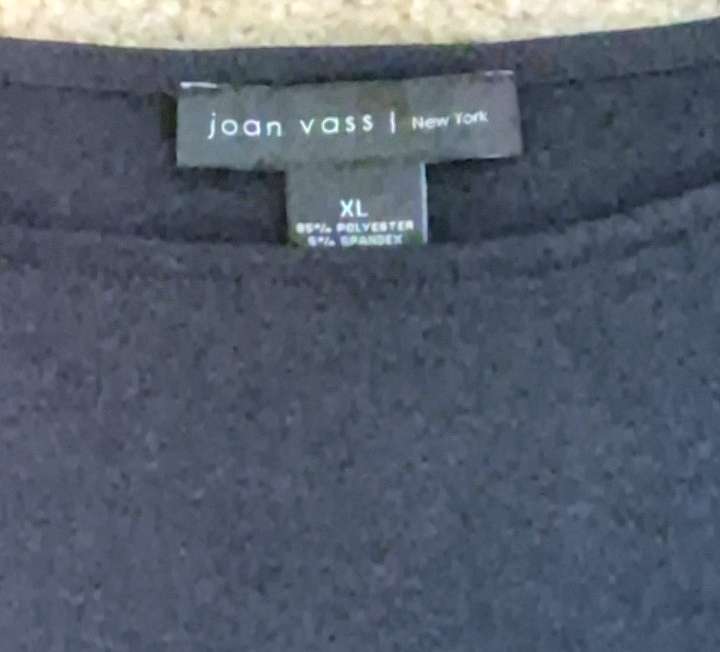 joan vass | New York
XL
95% POLYESTER
5% SPANDEX